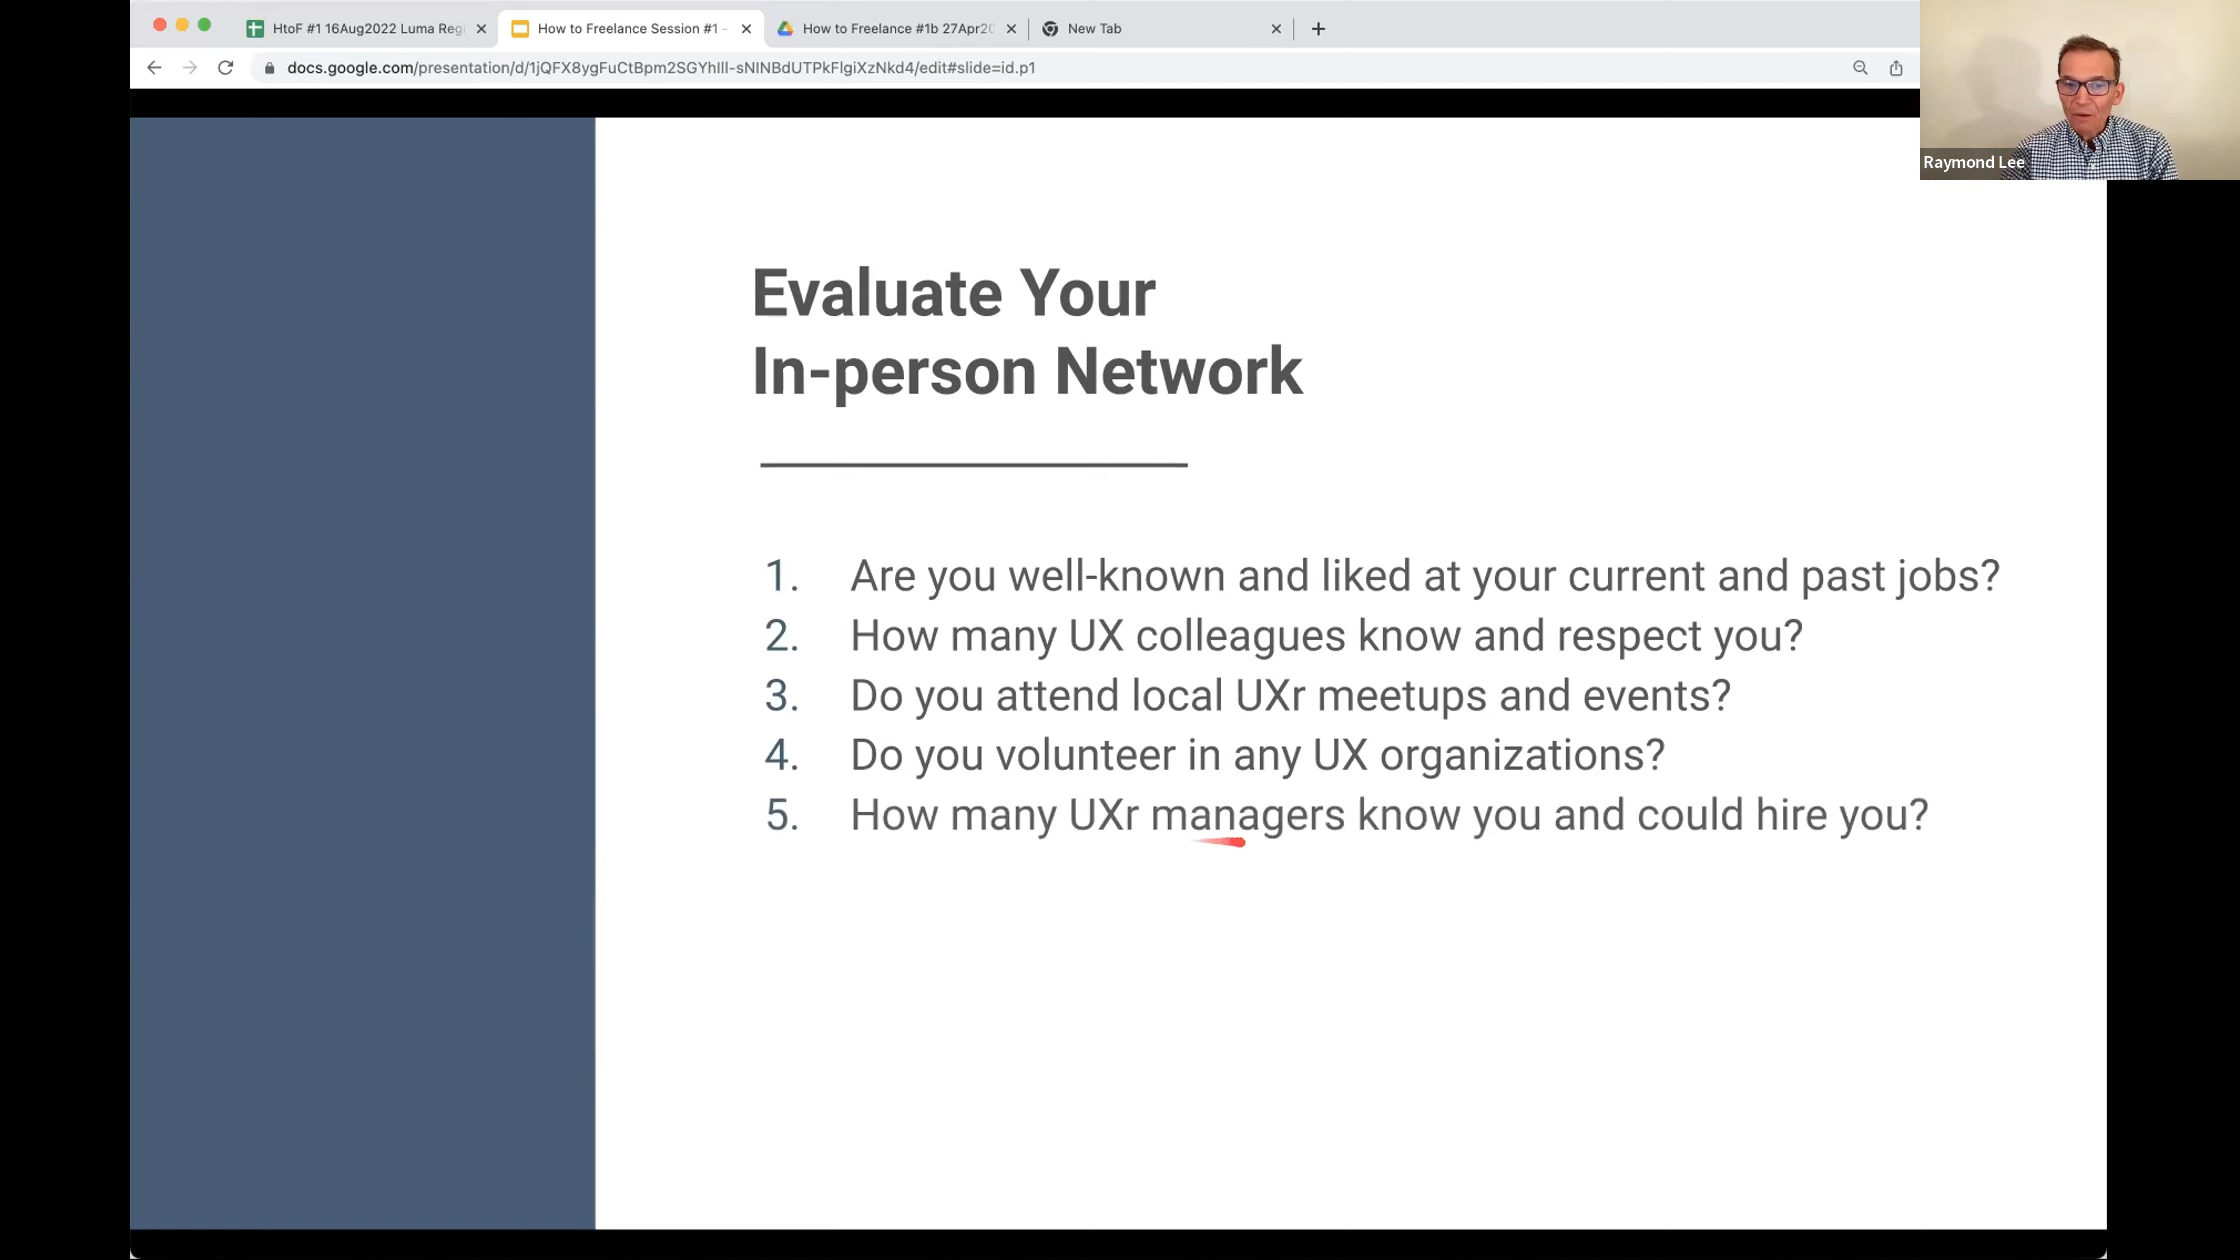 HtoF #1 16Aug2022 Luma Reg
How to Freelance Session #1 -
How to Freelance #1b 27Apr20
New Tab
docs.google.com/presentation/d/1jQFX8ygFuCtBpm2SGYhIll-sNINBdUTPkFlgiXzNkd4/edit#slide=id.p1
Raymond Lee
Evaluate Your
In-person Network
1. Are you well-known and liked at your current and past jobs?
2. How many UX colleagues know and respect you?
3. Do you attend local UXr meetups and events?
4. Do you volunteer in any UX organizations?
5. How many UXr managers know you and could hire you?